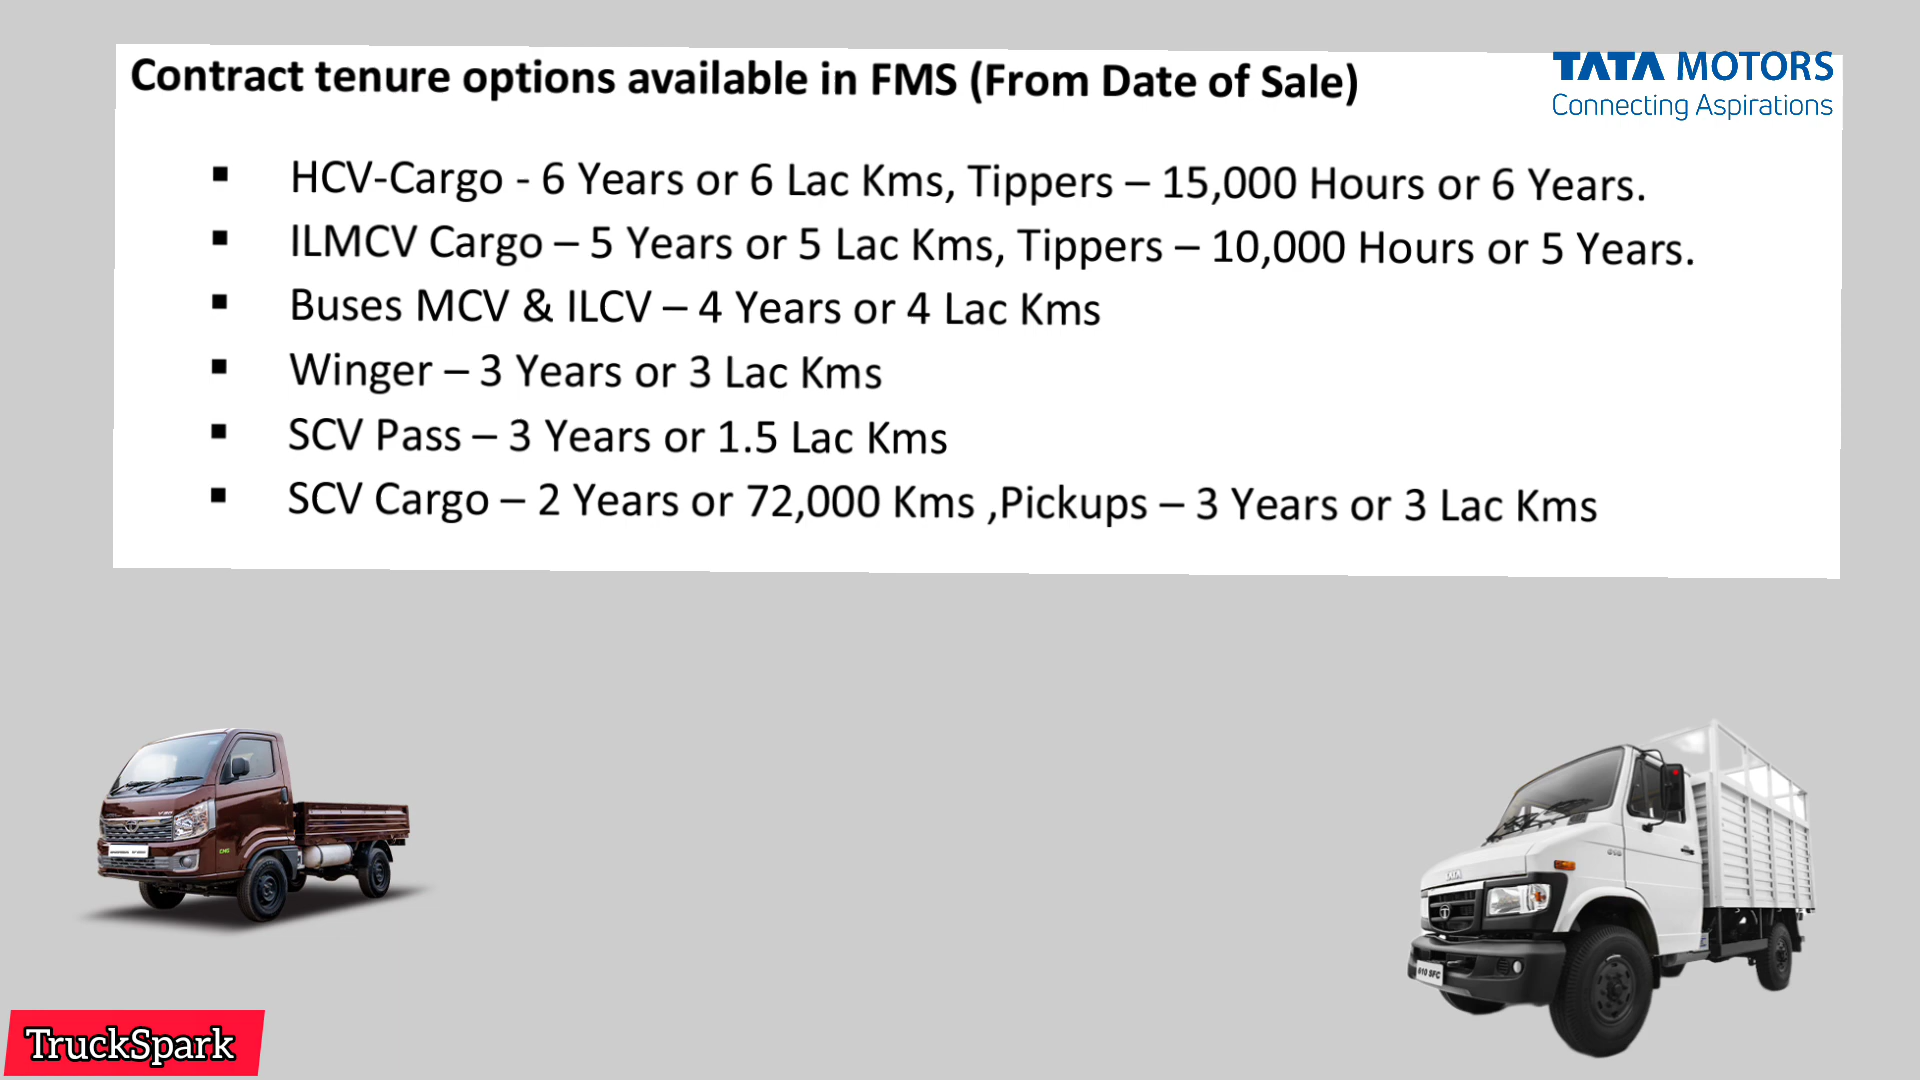 Contract tenure options available in FMS (From Date of Sale)
TATA MOTORS
Connecting Aspirations
▪ HCV-Cargo - 6 Years or 6 Lac Kms, Tippers – 15,000 Hours or 6 Years.
▪ ILMCV Cargo – 5 Years or 5 Lac Kms, Tippers – 10,000 Hours or 5 Years.
▪ Buses MCV & ILCV – 4 Years or 4 Lac Kms
▪ Winger – 3 Years or 3 Lac Kms
▪ SCV Pass – 3 Years or 1.5 Lac Kms
▪ SCV Cargo – 2 Years or 72,000 Kms ,Pickups – 3 Years or 3 Lac Kms
TATA
610 SFC
TruckSpark